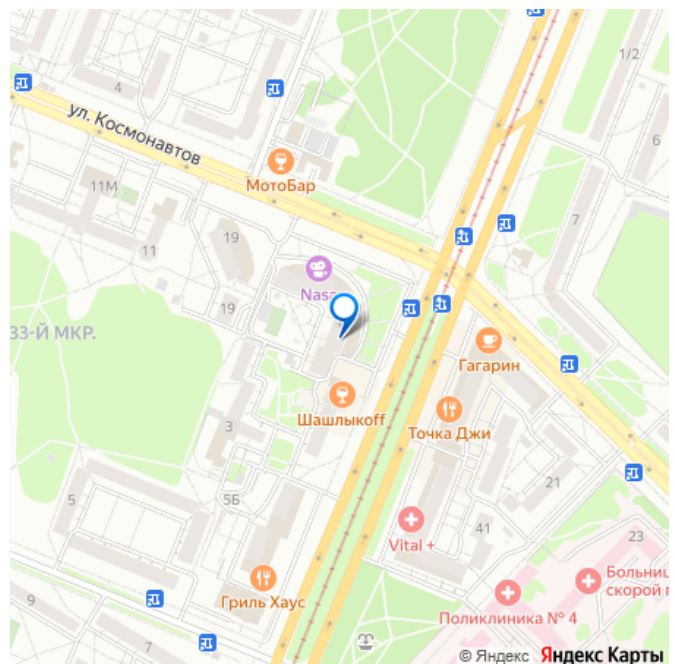 1/2
4
ул. Космонавтов
6
МотоБар
11М
7
19
11
Nasa
19
33-Й МКР.
Гагарин
Шашлыкоff
Точка Джи
3
21
5
5Б
41
23
Vital +
Больниц
скорой п
Гриль Хаус
Поликлиника № 4
9
7
© Яндекс Яндекс Карты